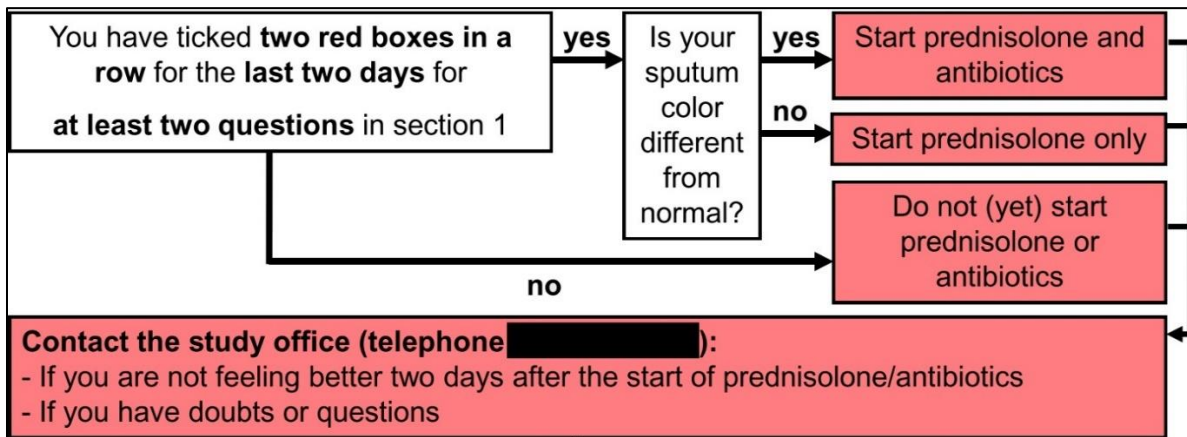 You have ticked two red boxes in a
row for the last two days for
at least two questions in section 1
yes
Is your
sputum
color
different
from
normal?
yes
Start prednisolone and
antibiotics
no
Start prednisolone only
no
Do not (yet) start
prednisolone or
antibiotics
Contact the study office (telephone ):
- If you are not feeling better two days after the start of prednisolone/antibiotics
- If you have doubts or questions